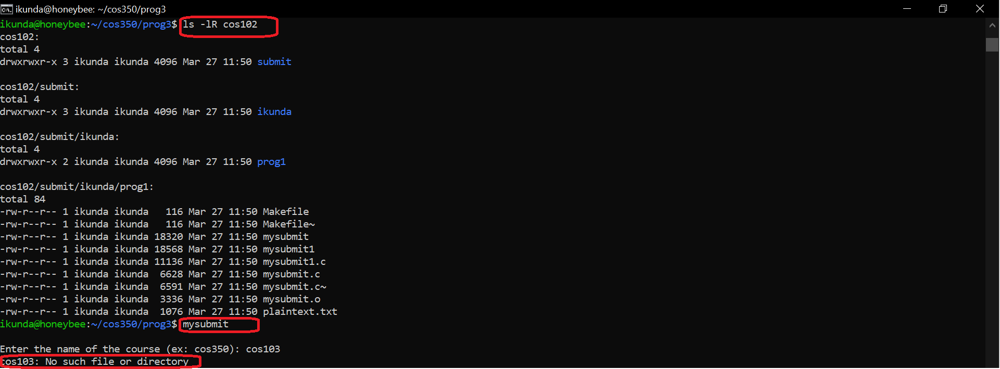 ikunda@honeybee: ~/cos350/prog3
ikunda@honeybee:~/cos350/prog3$ ls -lR cos102
cos102:
total 4
drwxrwxr-x 3 ikunda ikunda 4096 Mar 27 11:50 submit
cos102/submit:
total 4
drwxrwxr-x 3 ikunda ikunda 4096 Mar 27 11:50 ikunda
cos102/submit/ikunda:
total 4
drwxrwxr-x 2 ikunda ikunda 4096 Mar 27 11:50 prog1
cos102/submit/ikunda/prog1:
total 84
-rw-r--r-- 1 ikunda ikunda   116 Mar 27 11:50 Makefile
-rw-r--r-- 1 ikunda ikunda   116 Mar 27 11:50 Makefile~
-rw-r--r-- 1 ikunda ikunda 18320 Mar 27 11:50 mysubmit
-rw-r--r-- 1 ikunda ikunda 18568 Mar 27 11:50 mysubmit1
-rw-r--r-- 1 ikunda ikunda 11136 Mar 27 11:50 mysubmit1.c
-rw-r--r-- 1 ikunda ikunda  6628 Mar 27 11:50 mysubmit.c
-rw-r--r-- 1 ikunda ikunda  6591 Mar 27 11:50 mysubmit.c~
-rw-r--r-- 1 ikunda ikunda  3336 Mar 27 11:50 mysubmit.o
-rw-r--r-- 1 ikunda ikunda  1076 Mar 27 11:50 plaintext.txt
ikunda@honeybee:~/cos350/prog3$ mysubmit
Enter the name of the course (ex: cos350): cos103
cos103: No such file or directory